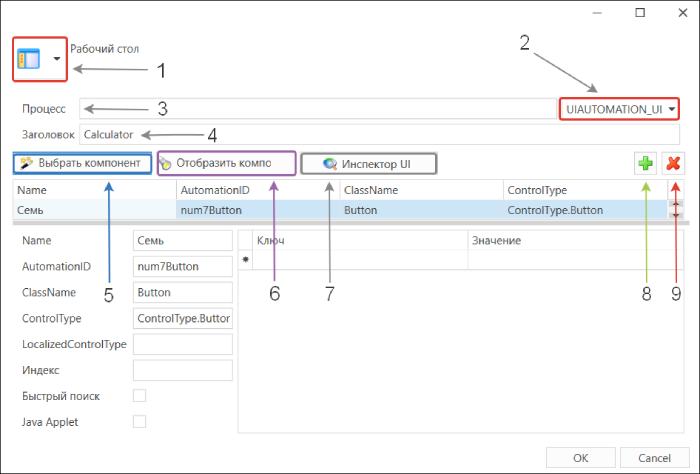 Рабочий стол
1
2
Процесс
3
UIAUTOMATION_UI
Заголовок Calculator
4
Выбрать компонент Отобразить компо Инспектор UI
Name AutomationID ClassName ControlType
Семь num7Button Button ControlType.Button
Name Семь Ключ Значение
AutomationID num7Button
ClassName Button
5 6 7 8 9
ControlType ControlType.Buttor
LocalizedControlType
Индекс
Быстрый поиск
Java Applet
OK Cancel